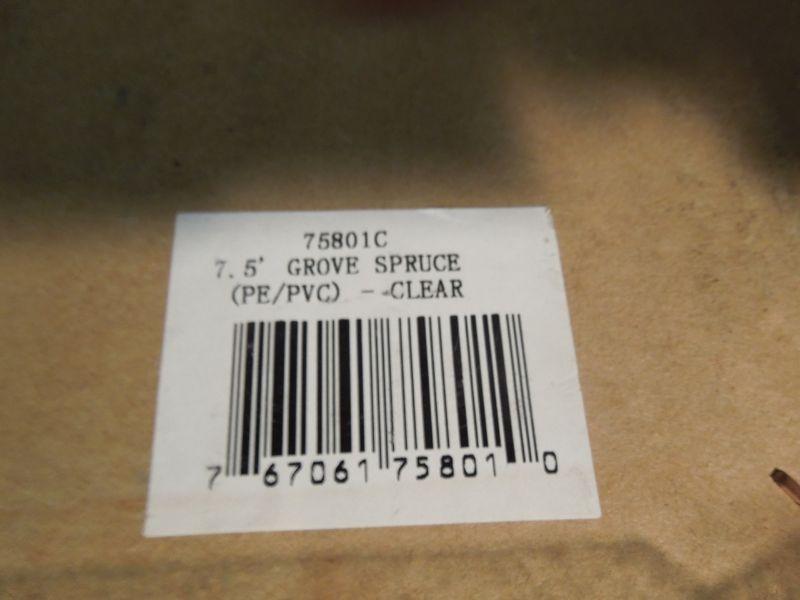 75801C
7.5' GROVE SPRUCE
(PE/PVC) - CLEAR
7 67061 75801 0